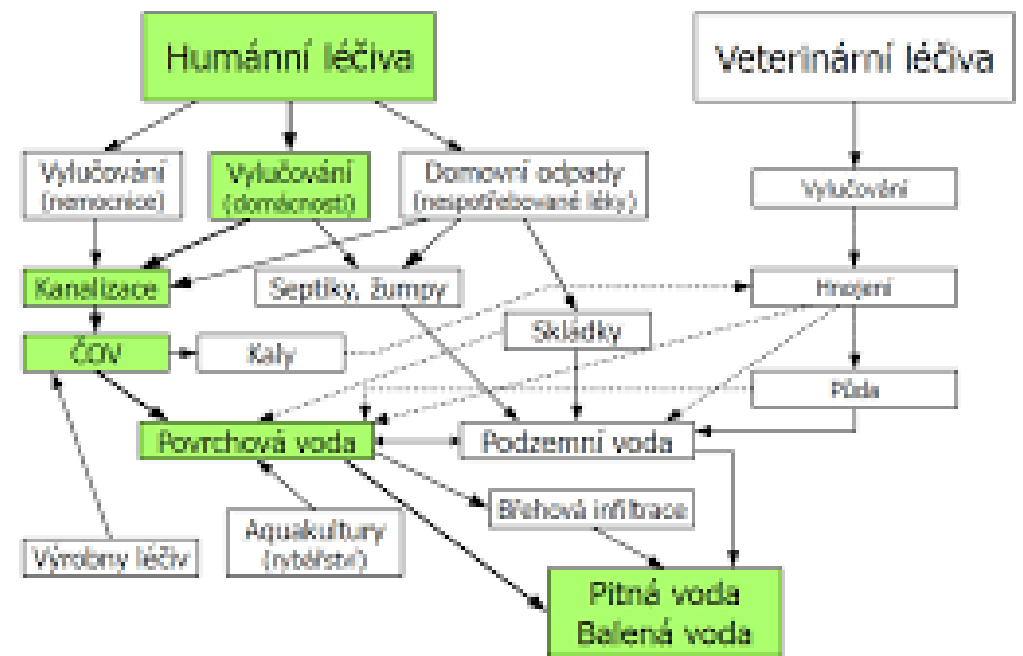 Humánní léčiva
Veterinární léčiva
Vylučování
(nemocnice)
Vylučování
(domácnosti)
Domovní odpady
(nespotřebované léky)
Vylučování
Kanalizace
Septiky, žumpy
Hnojení
Skládky
ČOV
Kaly
Půda
Povrchová voda
Podzemní voda
Břehová infiltrace
Aquakultury
(rybářství)
Výrobny léčiv
Pitná voda
Balená voda